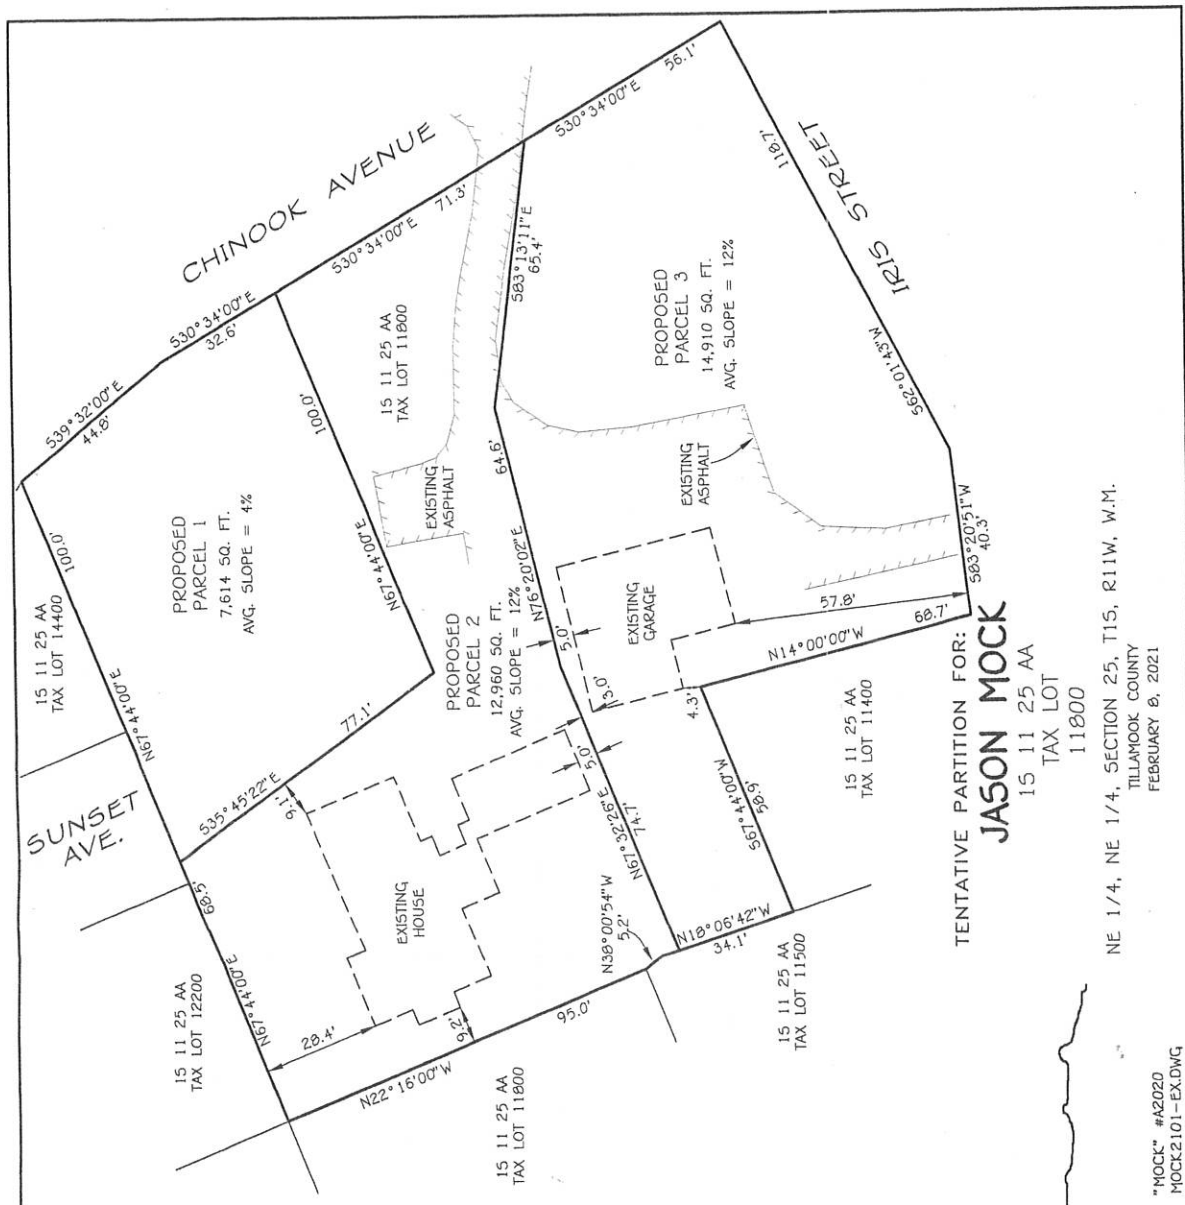 CHINOOK AVENUE
IRIS STREET
SUNSET
AVE.
S39°32'00"E
44.8'
S30°34'00"E
32.6'
S30°34'00"E
71.3'
S30°34'00"E
56.1'
118.7'
S62°01'43"W
S83°20'51"W
40.3'
S83°13'11"E
65.4'
64.6'
N76°20'02"E
100.0'
N67°44'00"E
100.0'
N67°44'00"E
77.1'
S35°45'22"E
68.5'
N67°44'00"E
15 11 25 AA
TAX LOT 14400
PROPOSED
PARCEL 1
7,614 SQ. FT.
AVG. SLOPE = 4%
15 11 25 AA
TAX LOT 11800
EXISTING
ASPHALT
PROPOSED
PARCEL 3
14,910 SQ. FT.
AVG. SLOPE = 12%
EXISTING
ASPHALT
PROPOSED
PARCEL 2
12,960 SQ. FT.
AVG. SLOPE = 12%
EXISTING
GARAGE
57.8'
5.0'
3.0'
4.3'
N14°00'00"W
68.7'
15 11 25 AA
TAX LOT 11400
S67°44'00"W
58.9'
5.0'
N67°32'26"E
74.7'
9.1'
EXISTING
HOUSE
28.4'
9.2'
N38°00'54"W
5.2'
N18°06'42"W
34.1'
95.0'
N22°16'00"W
15 11 25 AA
TAX LOT 12200
15 11 25 AA
TAX LOT 11800
15 11 25 AA
TAX LOT 11500
TENTATIVE PARTITION FOR:
JASON MOCK
15 11 25 AA
TAX LOT
11800
NE 1/4, NE 1/4, SECTION 25, T1S, R11W, W.M.
TILLAMOOK COUNTY
FEBRUARY 8, 2021
"MOCK" #A2020
MOCK2101-EX.DWG